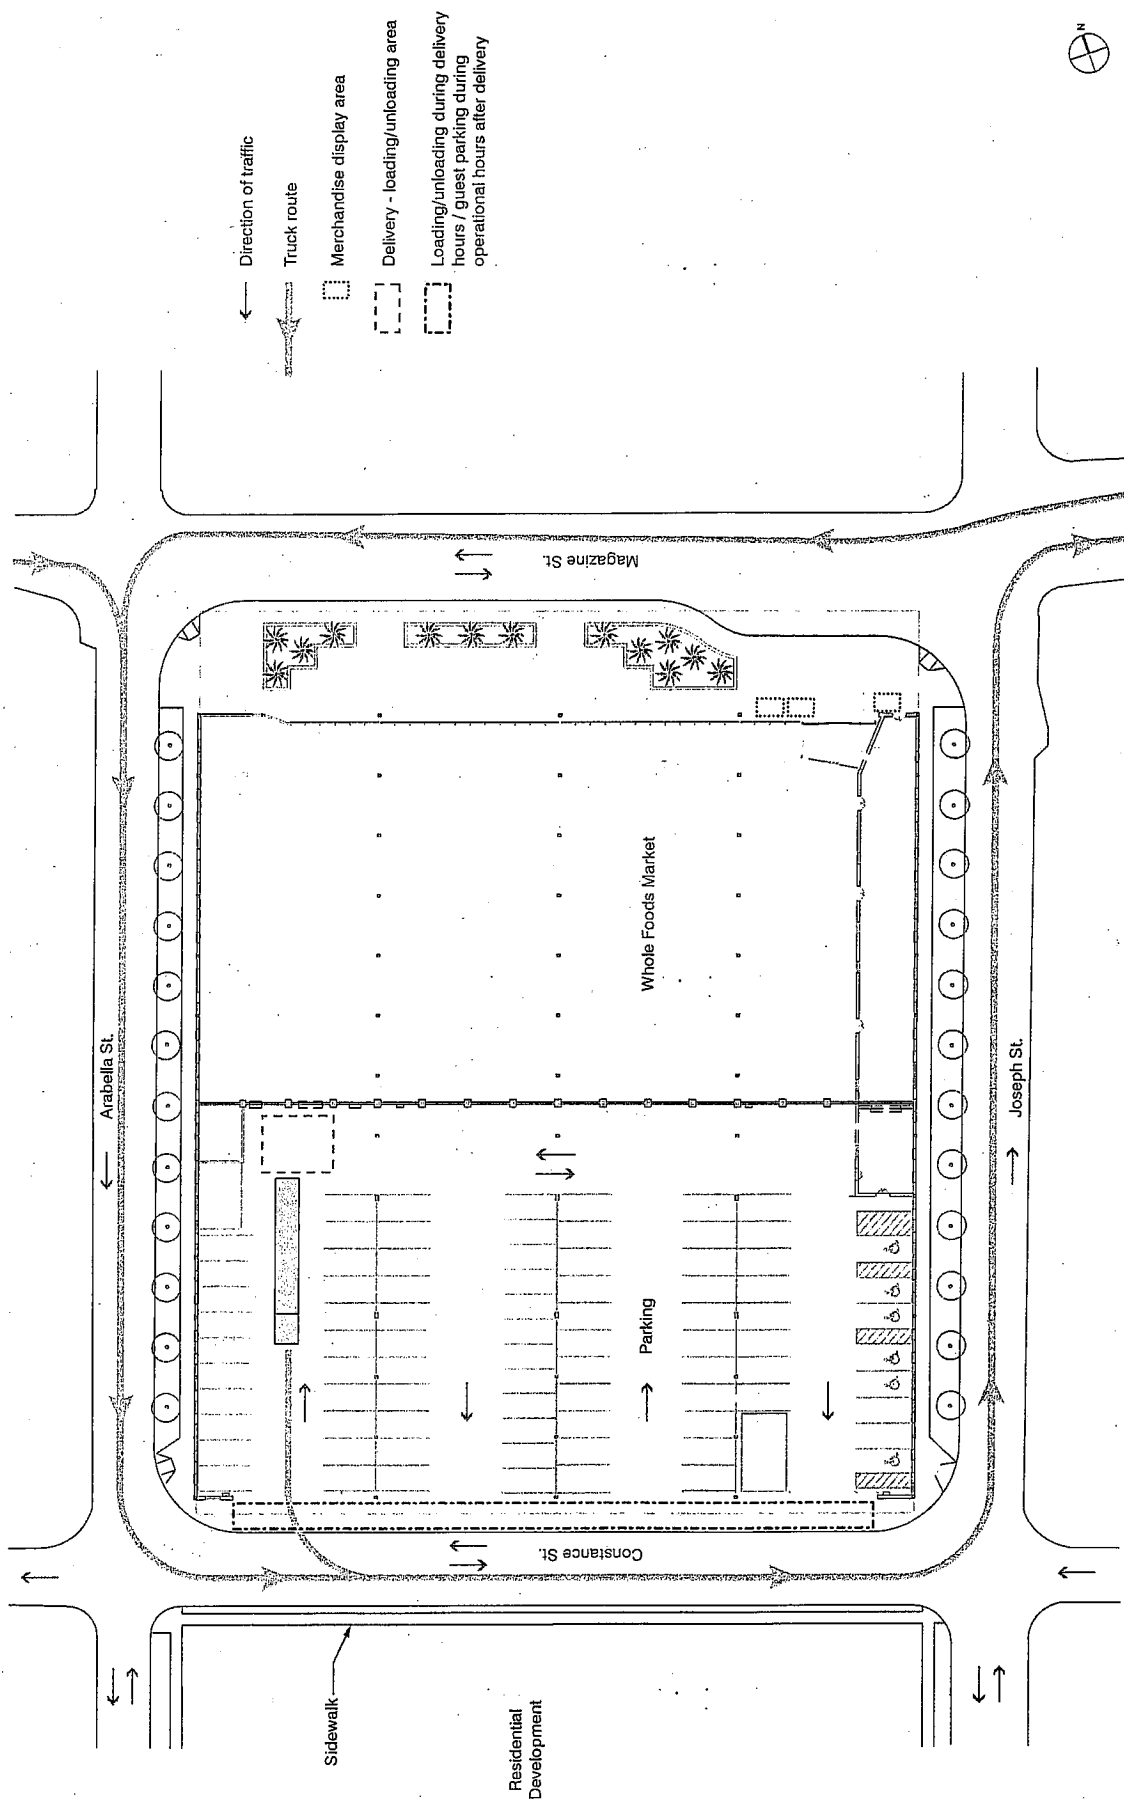 Direction of traffic
Truck route
Merchandise display area
Delivery - loading/unloading area
Loading/unloading during delivery
hours / guest parking during
operational hours after delivery
N
Magazine St.
Arabella St.
Whole Foods Market
Joseph St.
Parking
Constance St.
Sidewalk
Residential
Development